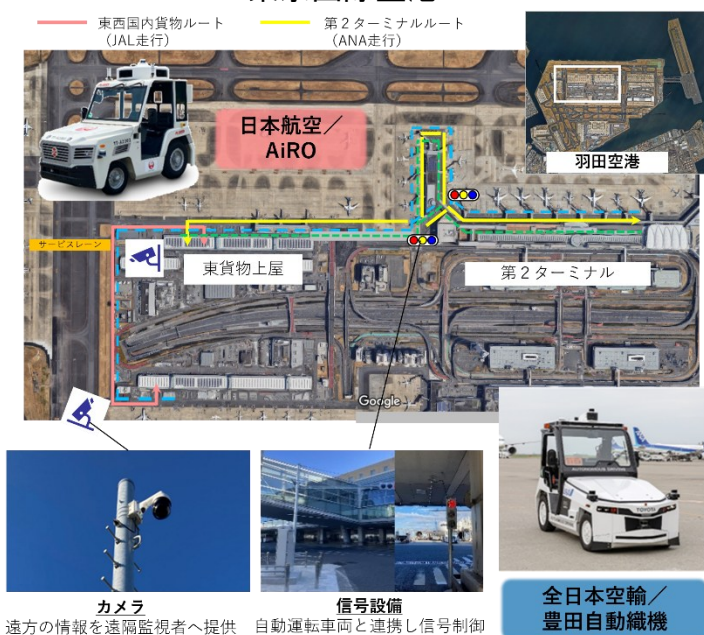 東西国内貨物ルート
（JAL走行）
第２ターミナルルート
（ANA走行）
日本航空／
AiRO
羽田空港
サービスレーン
東貨物上屋
第２ターミナル
Google
TOYOTA
カメラ
遠方の情報を遠隔監視者へ提供
信号設備
自動運転車両と連携し信号制御
全日本空輸／
豊田自動織機